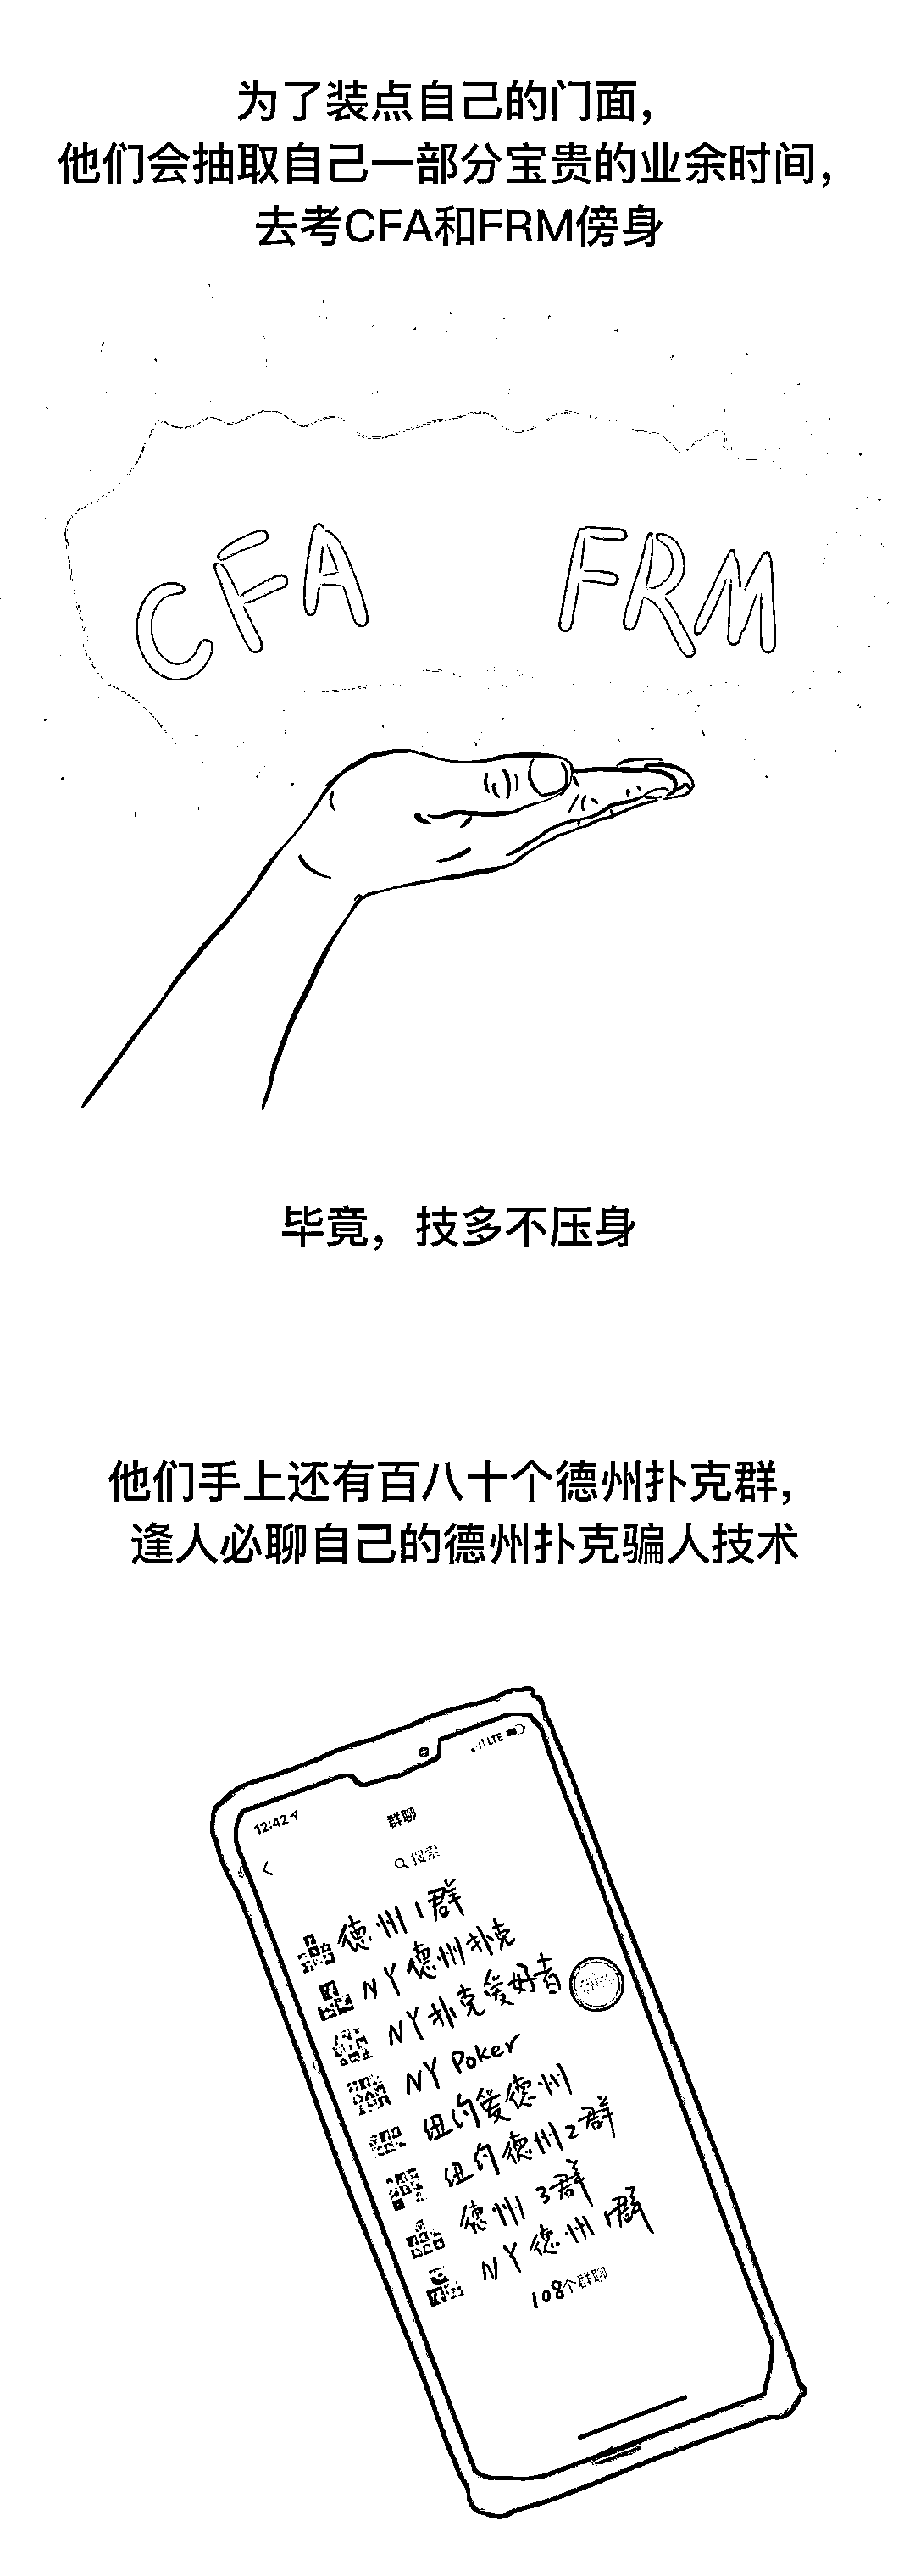 为了装点自己的门面，
他们会抽取自己一部分宝贵的业余时间，
去考CFA和FRM傍身
CFA
FRM
毕竟，技多不压身
他们手上还有百八十个德州扑克群，
逢人必聊自己的德州扑克骗人技术
12:42
LTE
群聊
搜索
德州1群
NY德州扑克
NY扑克爱好者
NY Poker
纽约爱德州
纽约德州2群
德州3群
NY德州1群
108个群聊